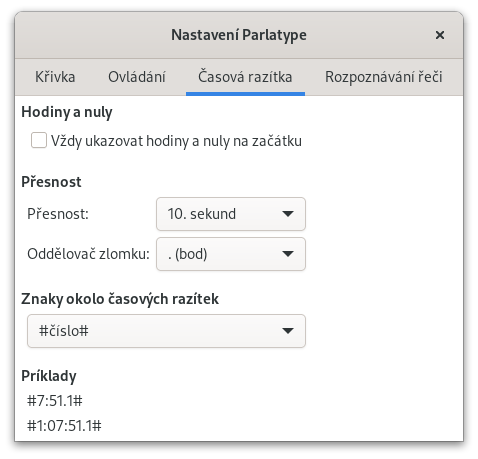 Nastavení Parlatype
Křivka Ovládání Časová razítka Rozpoznávání řeči
Hodiny a nuly
Vždy ukazovat hodiny a nuly na začátku
Přesnost
Přesnost: 10. sekund
Oddělovač zlomku: . (bod)
Znaky okolo časových razítek
#číslo#
Príklady
#7:51.1#
#1:07:51.1#